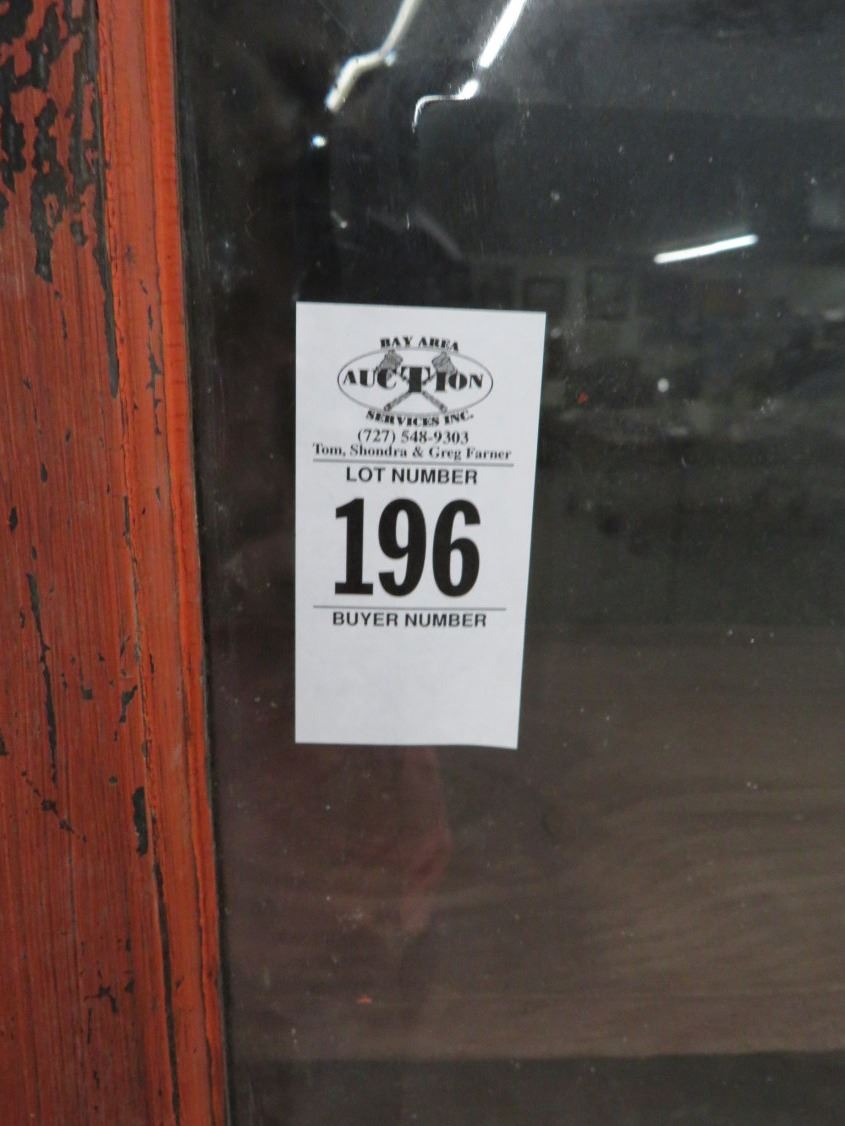 BAY AREA
AUCTION
SERVICES INC.
(727) 548-9303
Tom, Shondra & Greg Farner
LOT NUMBER
196
BUYER NUMBER